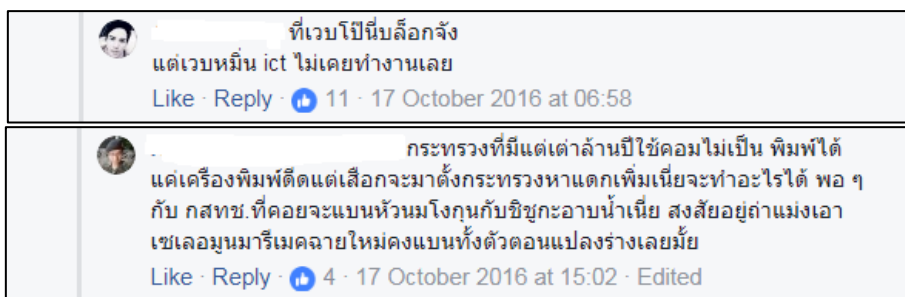 ที่เวบโป๊นี่บล็อกจัง
แต่เวบหมิ่น ict ไม่เคยทำงานเลย
Like · Reply · 11 · 17 October 2016 at 06:58
กระทรวงที่มีแต่เต่าล้านปีใช้คอมไม่เป็น พิมพ์ได้
แค่เครื่องพิมพ์ดีดแต่เสือกจะมาตั้งกระทรวงหาแดกเพิ่มเนี่ยจะทำอะไรได้ พอ ๆ
กับ กสทช.ที่คอยจะแบนหัวนมโงกุนกับชิชูกะอาบน้ำเนี่ย สงสัยอยู่ถ่าแม่งเอา
เซเลอมูนมารีเมคฉายใหม่คงแบนทั้งตัวตอนแปลงร่างเลยมั้ย
Like · Reply · 4 · 17 October 2016 at 15:02 · Edited